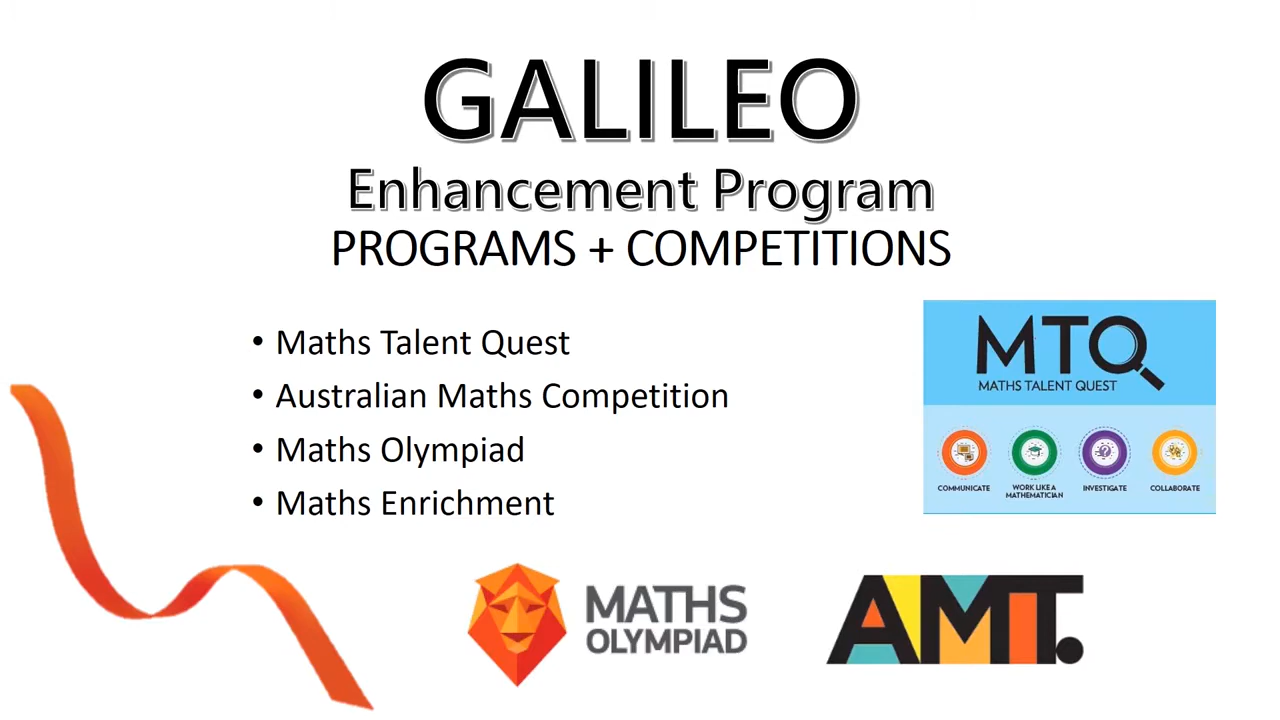 GALILEO
Enhancement Program
PROGRAMS + COMPETITIONS
• Maths Talent Quest
• Australian Maths Competition
• Maths Olympiad
• Maths Enrichment
MTQ
MATHS TALENT QUEST
COMMUNICATE
WORK LIKE A
MATHEMATICIAN
INVESTIGATE
COLLABORATE
MATHS
OLYMPIAD
AMT.